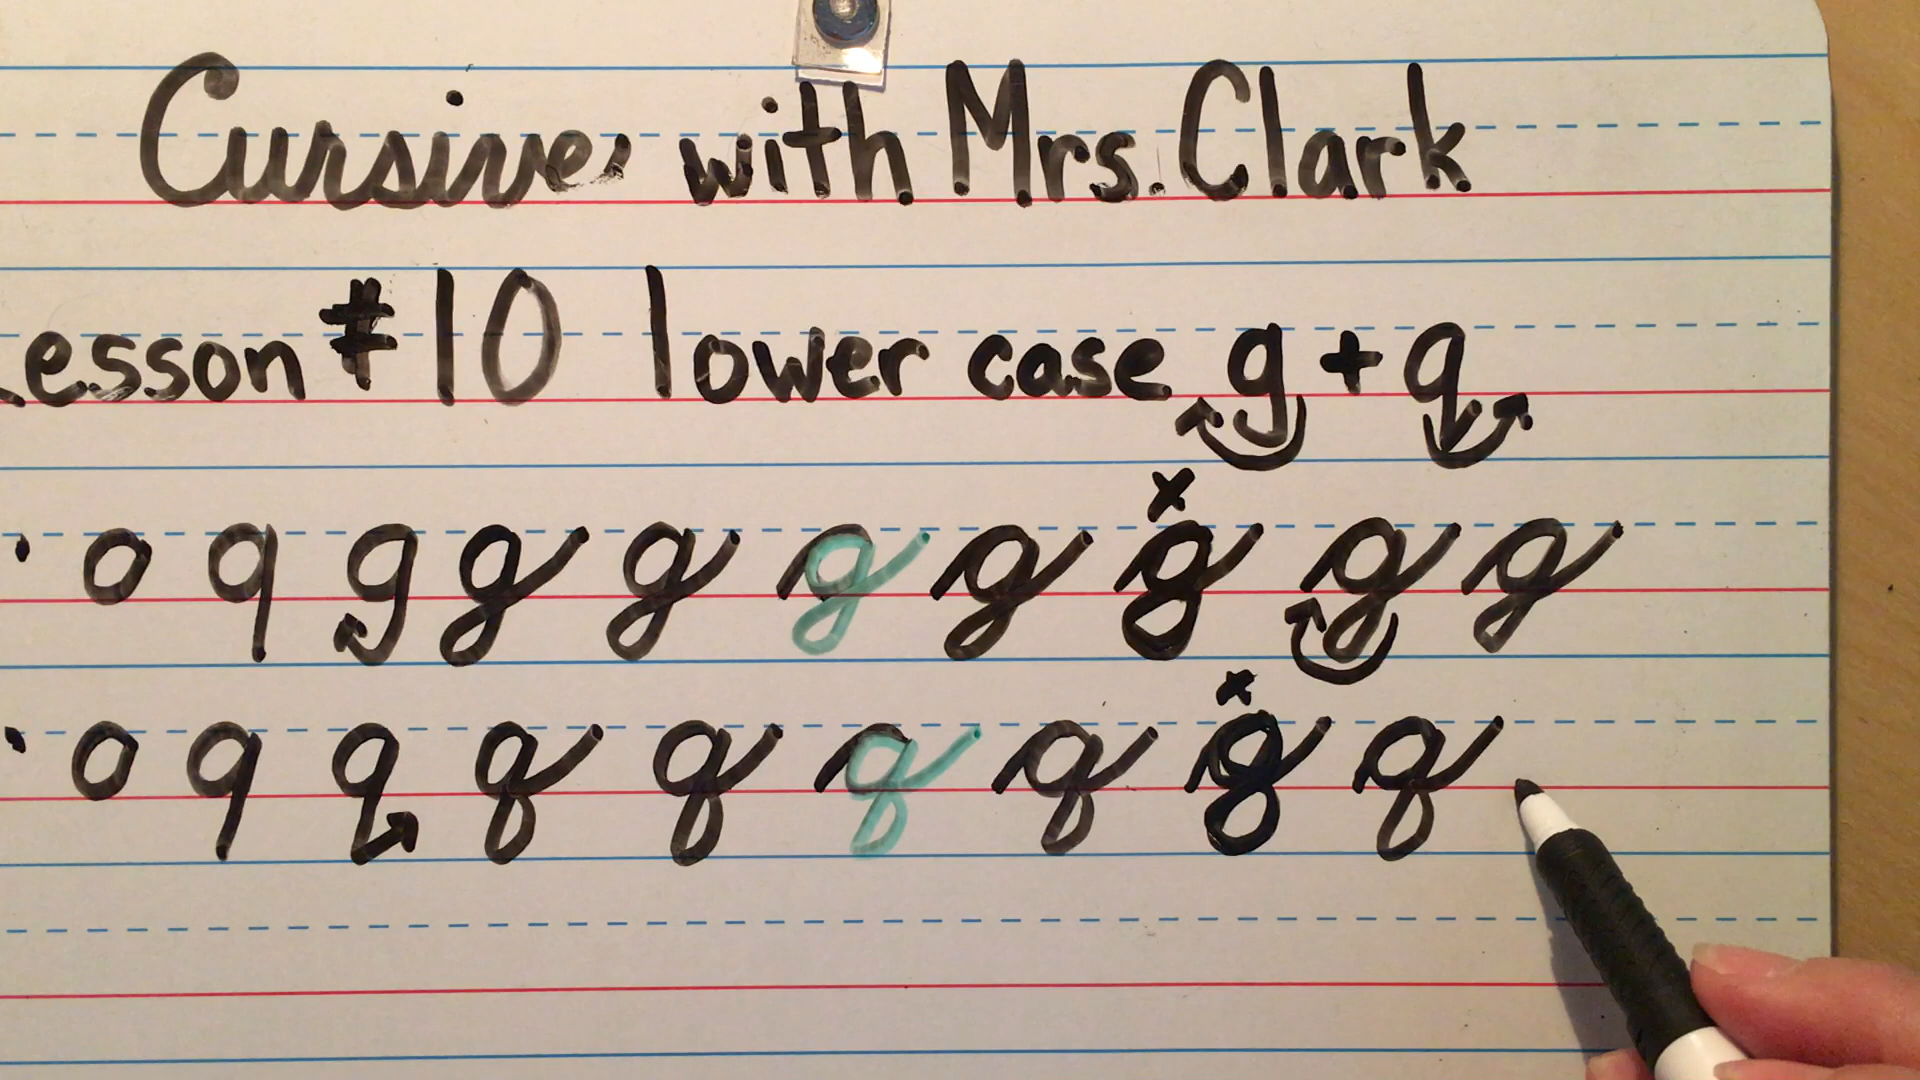 Cursive with Mrs. Clark
Lesson #10 lower case g + q
o q g g g g g g g g
o q q q q q q g q